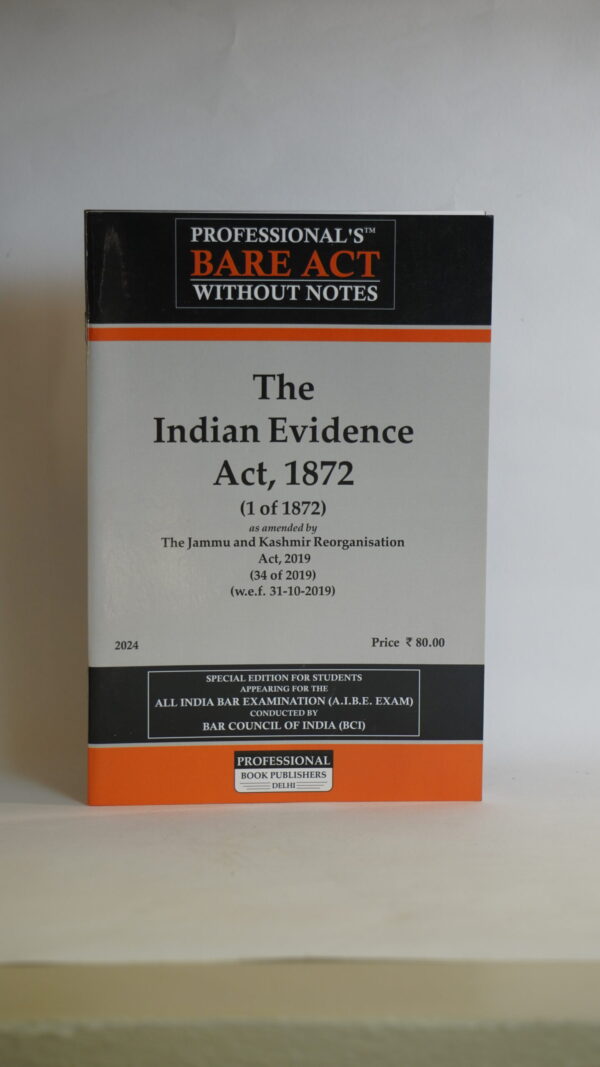 PROFESSIONAL'S™
BARE ACT
WITHOUT NOTES
The
Indian Evidence
Act, 1872
(1 of 1872)
as amended by
The Jammu and Kashmir Reorganisation
Act, 2019
(34 of 2019)
(w.e.f. 31-10-2019)
2024
Price ₹ 80.00
SPECIAL EDITION FOR STUDENTS
APPEARING FOR THE
ALL INDIA BAR EXAMINATION (A.I.B.E. EXAM)
CONDUCTED BY
BAR COUNCIL OF INDIA (BCI)
PROFESSIONAL
BOOK PUBLISHERS
DELHI